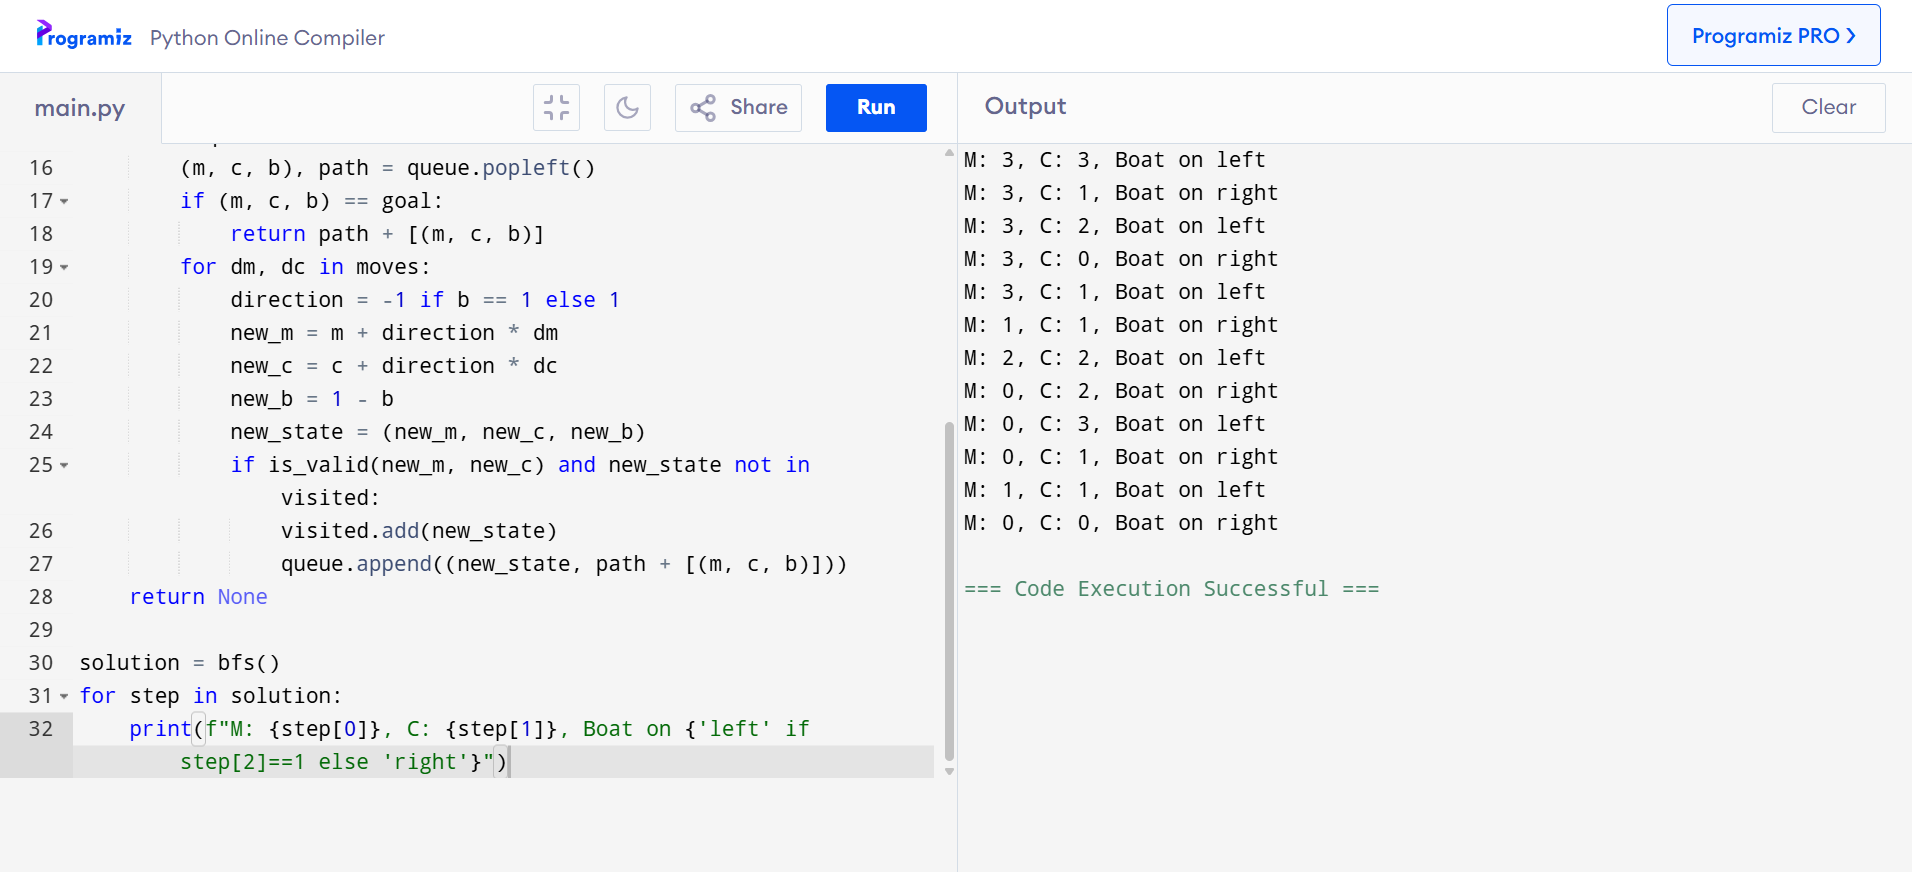 Programiz Python Online Compiler
Programiz PRO
main.py
Share
Run
16 (m, c, b), path = queue.popleft()
17 if (m, c, b) == goal:
18 return path + [(m, c, b)]
19 for dm, dc in moves:
20 direction = -1 if b == 1 else 1
21 new_m = m + direction * dm
22 new_c = c + direction * dc
23 new_b = 1 - b
24 new_state = (new_m, new_c, new_b)
25 if is_valid(new_m, new_c) and new_state not in
visited:
26 visited.add(new_state)
27 queue.append((new_state, path + [(m, c, b)]))
28 return None
29
30 solution = bfs()
31 for step in solution:
32 print(f"M: {step[0]}, C: {step[1]}, Boat on {'left' if
step[2]==1 else 'right'}")
Output
Clear
M: 3, C: 3, Boat on left
M: 3, C: 1, Boat on right
M: 3, C: 2, Boat on left
M: 3, C: 0, Boat on right
M: 3, C: 1, Boat on left
M: 1, C: 1, Boat on right
M: 2, C: 2, Boat on left
M: 0, C: 2, Boat on right
M: 0, C: 3, Boat on left
M: 0, C: 1, Boat on right
M: 1, C: 1, Boat on left
M: 0, C: 0, Boat on right
=== Code Execution Successful ===